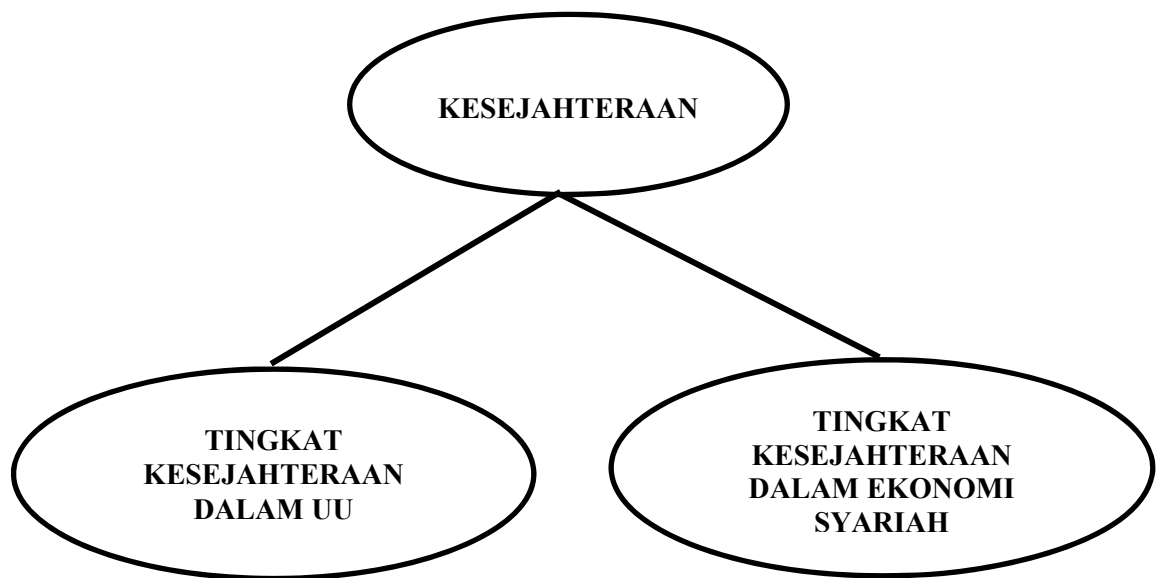 KESEJAHTERAAN
TINGKAT
KESEJAHTERAAN
DALAM UU
TINGKAT
KESEJAHTERAAN
DALAM EKONOMI
SYARIAH